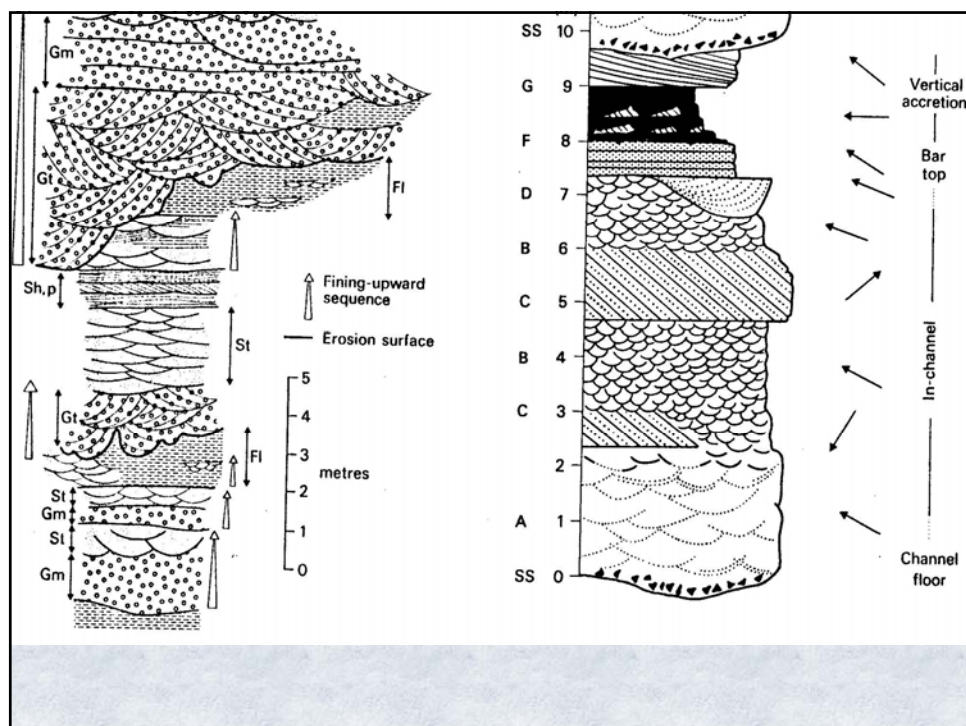 Gm
Gt
Fl
Sh,p
Fining-upward
sequence
Erosion surface
St
5
4
3
2
1
0
metres
Gt
Fl
St
Gm
St
Gm
SS 10
G 9
F 8
D 7
B 6
C 5
B 4
C 3
2
A 1
SS 0
Vertical
accretion
Bar
top
In-channel
Channel
floor